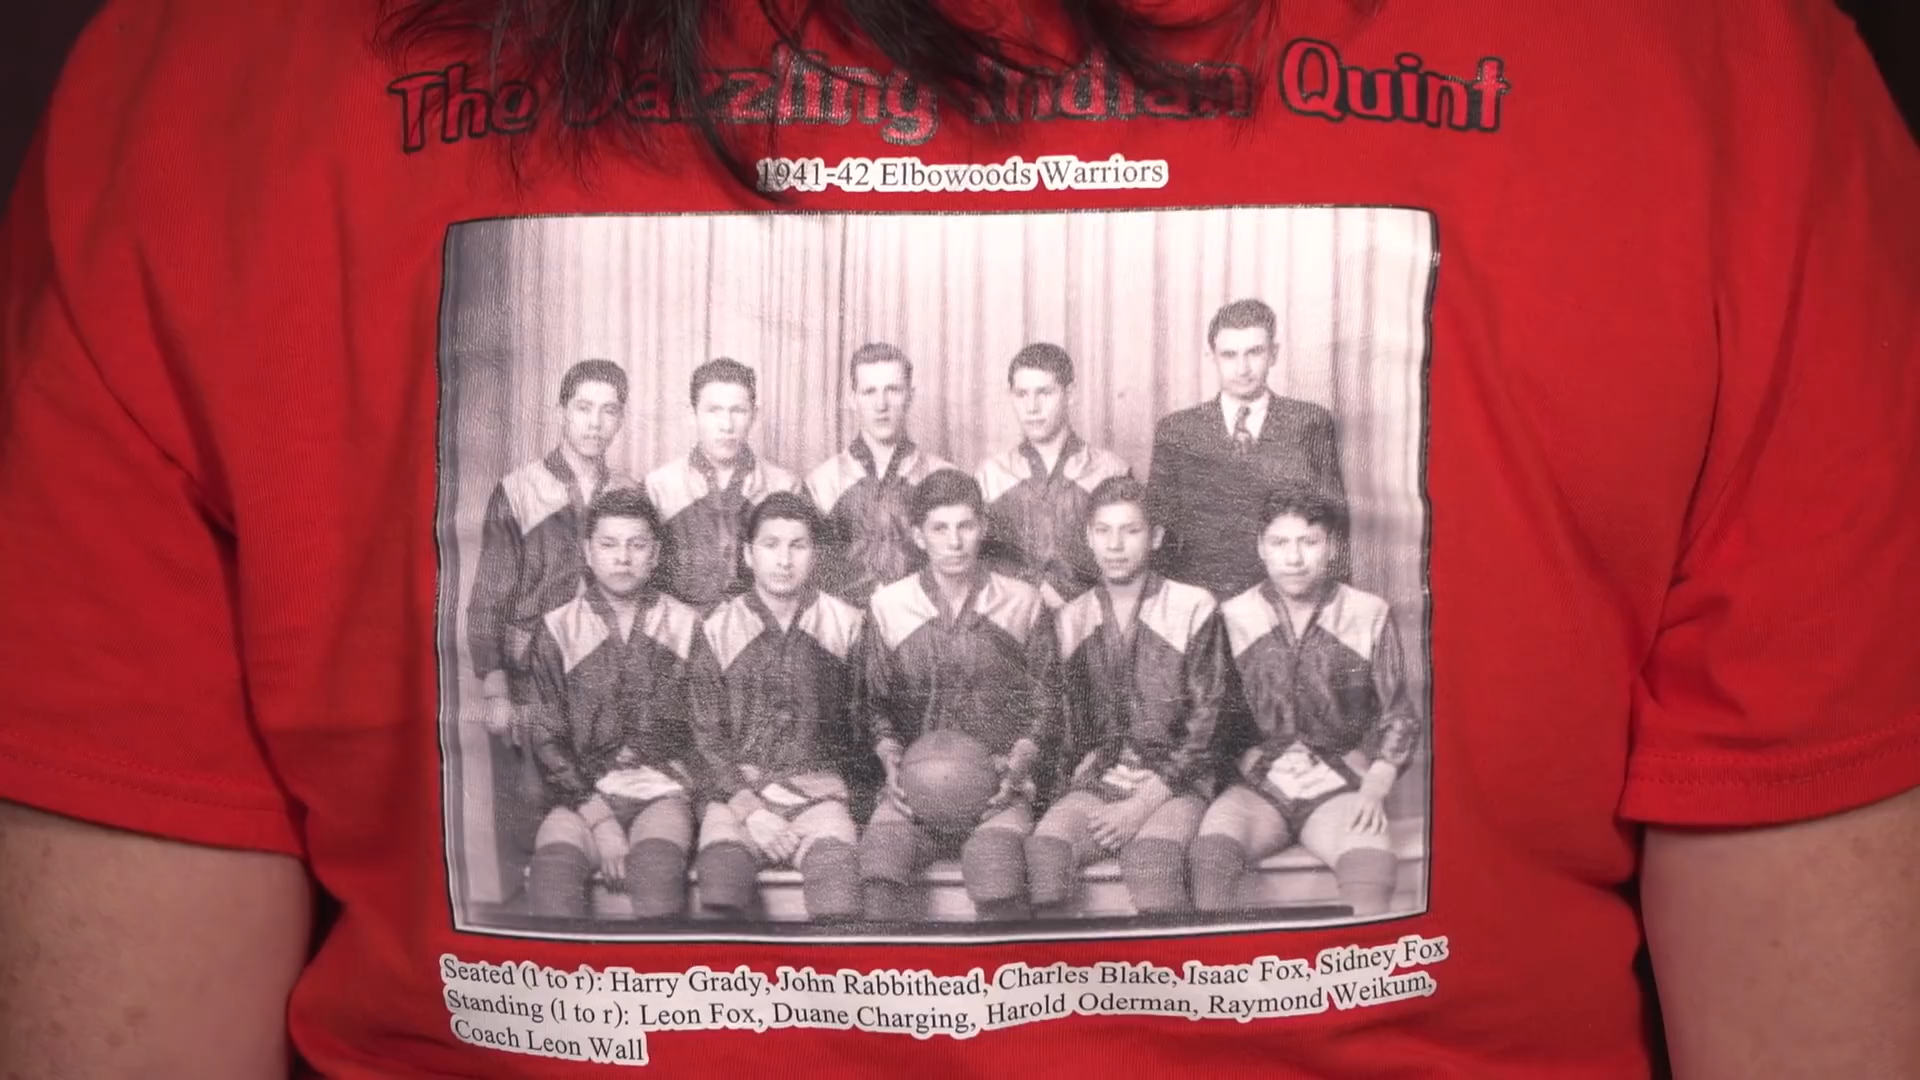 The Dazzling Indian Quint
1941-42 Elbowoods Warriors
Seated (l to r): Harry Grady, John Rabbithead, Charles Blake, Isaac Fox, Sidney Fox
Standing (l to r): Leon Fox, Duane Charging, Harold Oderman, Raymond Weikum,
Coach Leon Wall